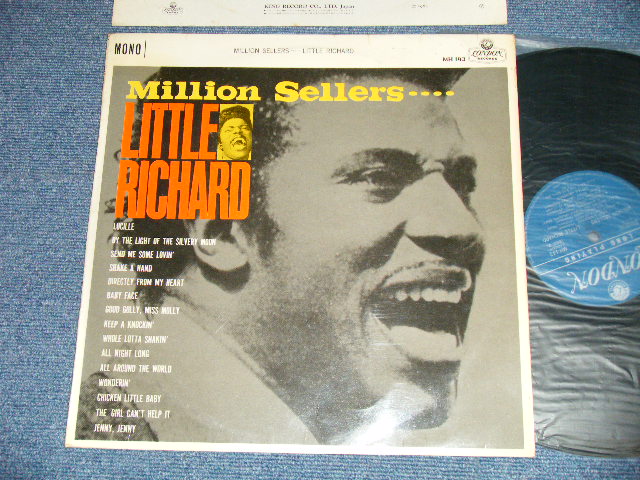 KING RECORD CO., LTD. Japan
MONO
MILLION SELLERS LITTLE RICHARD
LONDON
RECORDS
MH 193
Million Sellers....
LITTLE
RICHARD
LUCILLE
BY THE LIGHT OF THE SILVERY MOON
SEND ME SOME LOVIN'
SHAKE A HAND
DIRECTLY FROM MY HEART
BABY FACE
GOOD GOLLY, MISS MOLLY
KEEP A KNOCKIN'
WHOLE LOTTA SHAKIN'
ALL NIGHT LONG
ALL AROUND THE WORLD
WONDERIN'
CHICKEN LITTLE BABY
THE GIRL CAN'T HELP IT
JENNY, JENNY
LONDON
LONG PLAYING